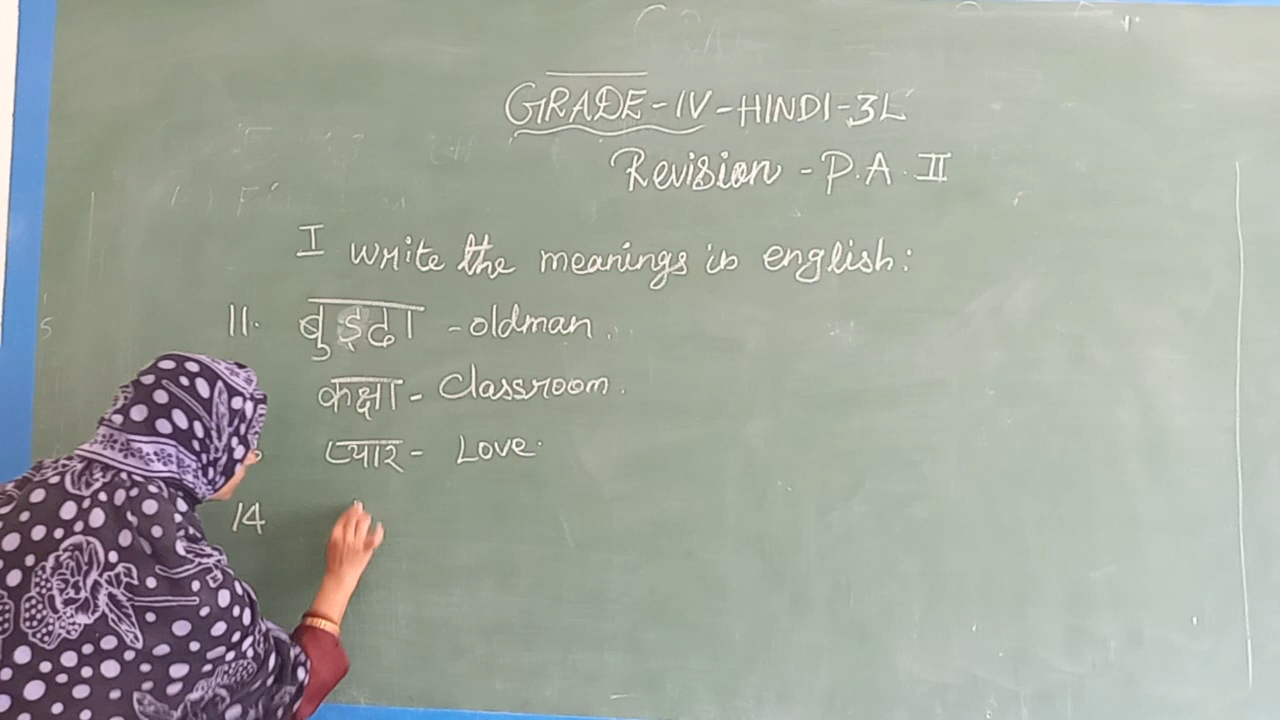 GRADE-IV-HINDI-3L
Revision - P.A. II
I write the meanings in english:
11. बुड्ढा - oldman.
कक्षा - Classroom.
प्यार - Love.
14